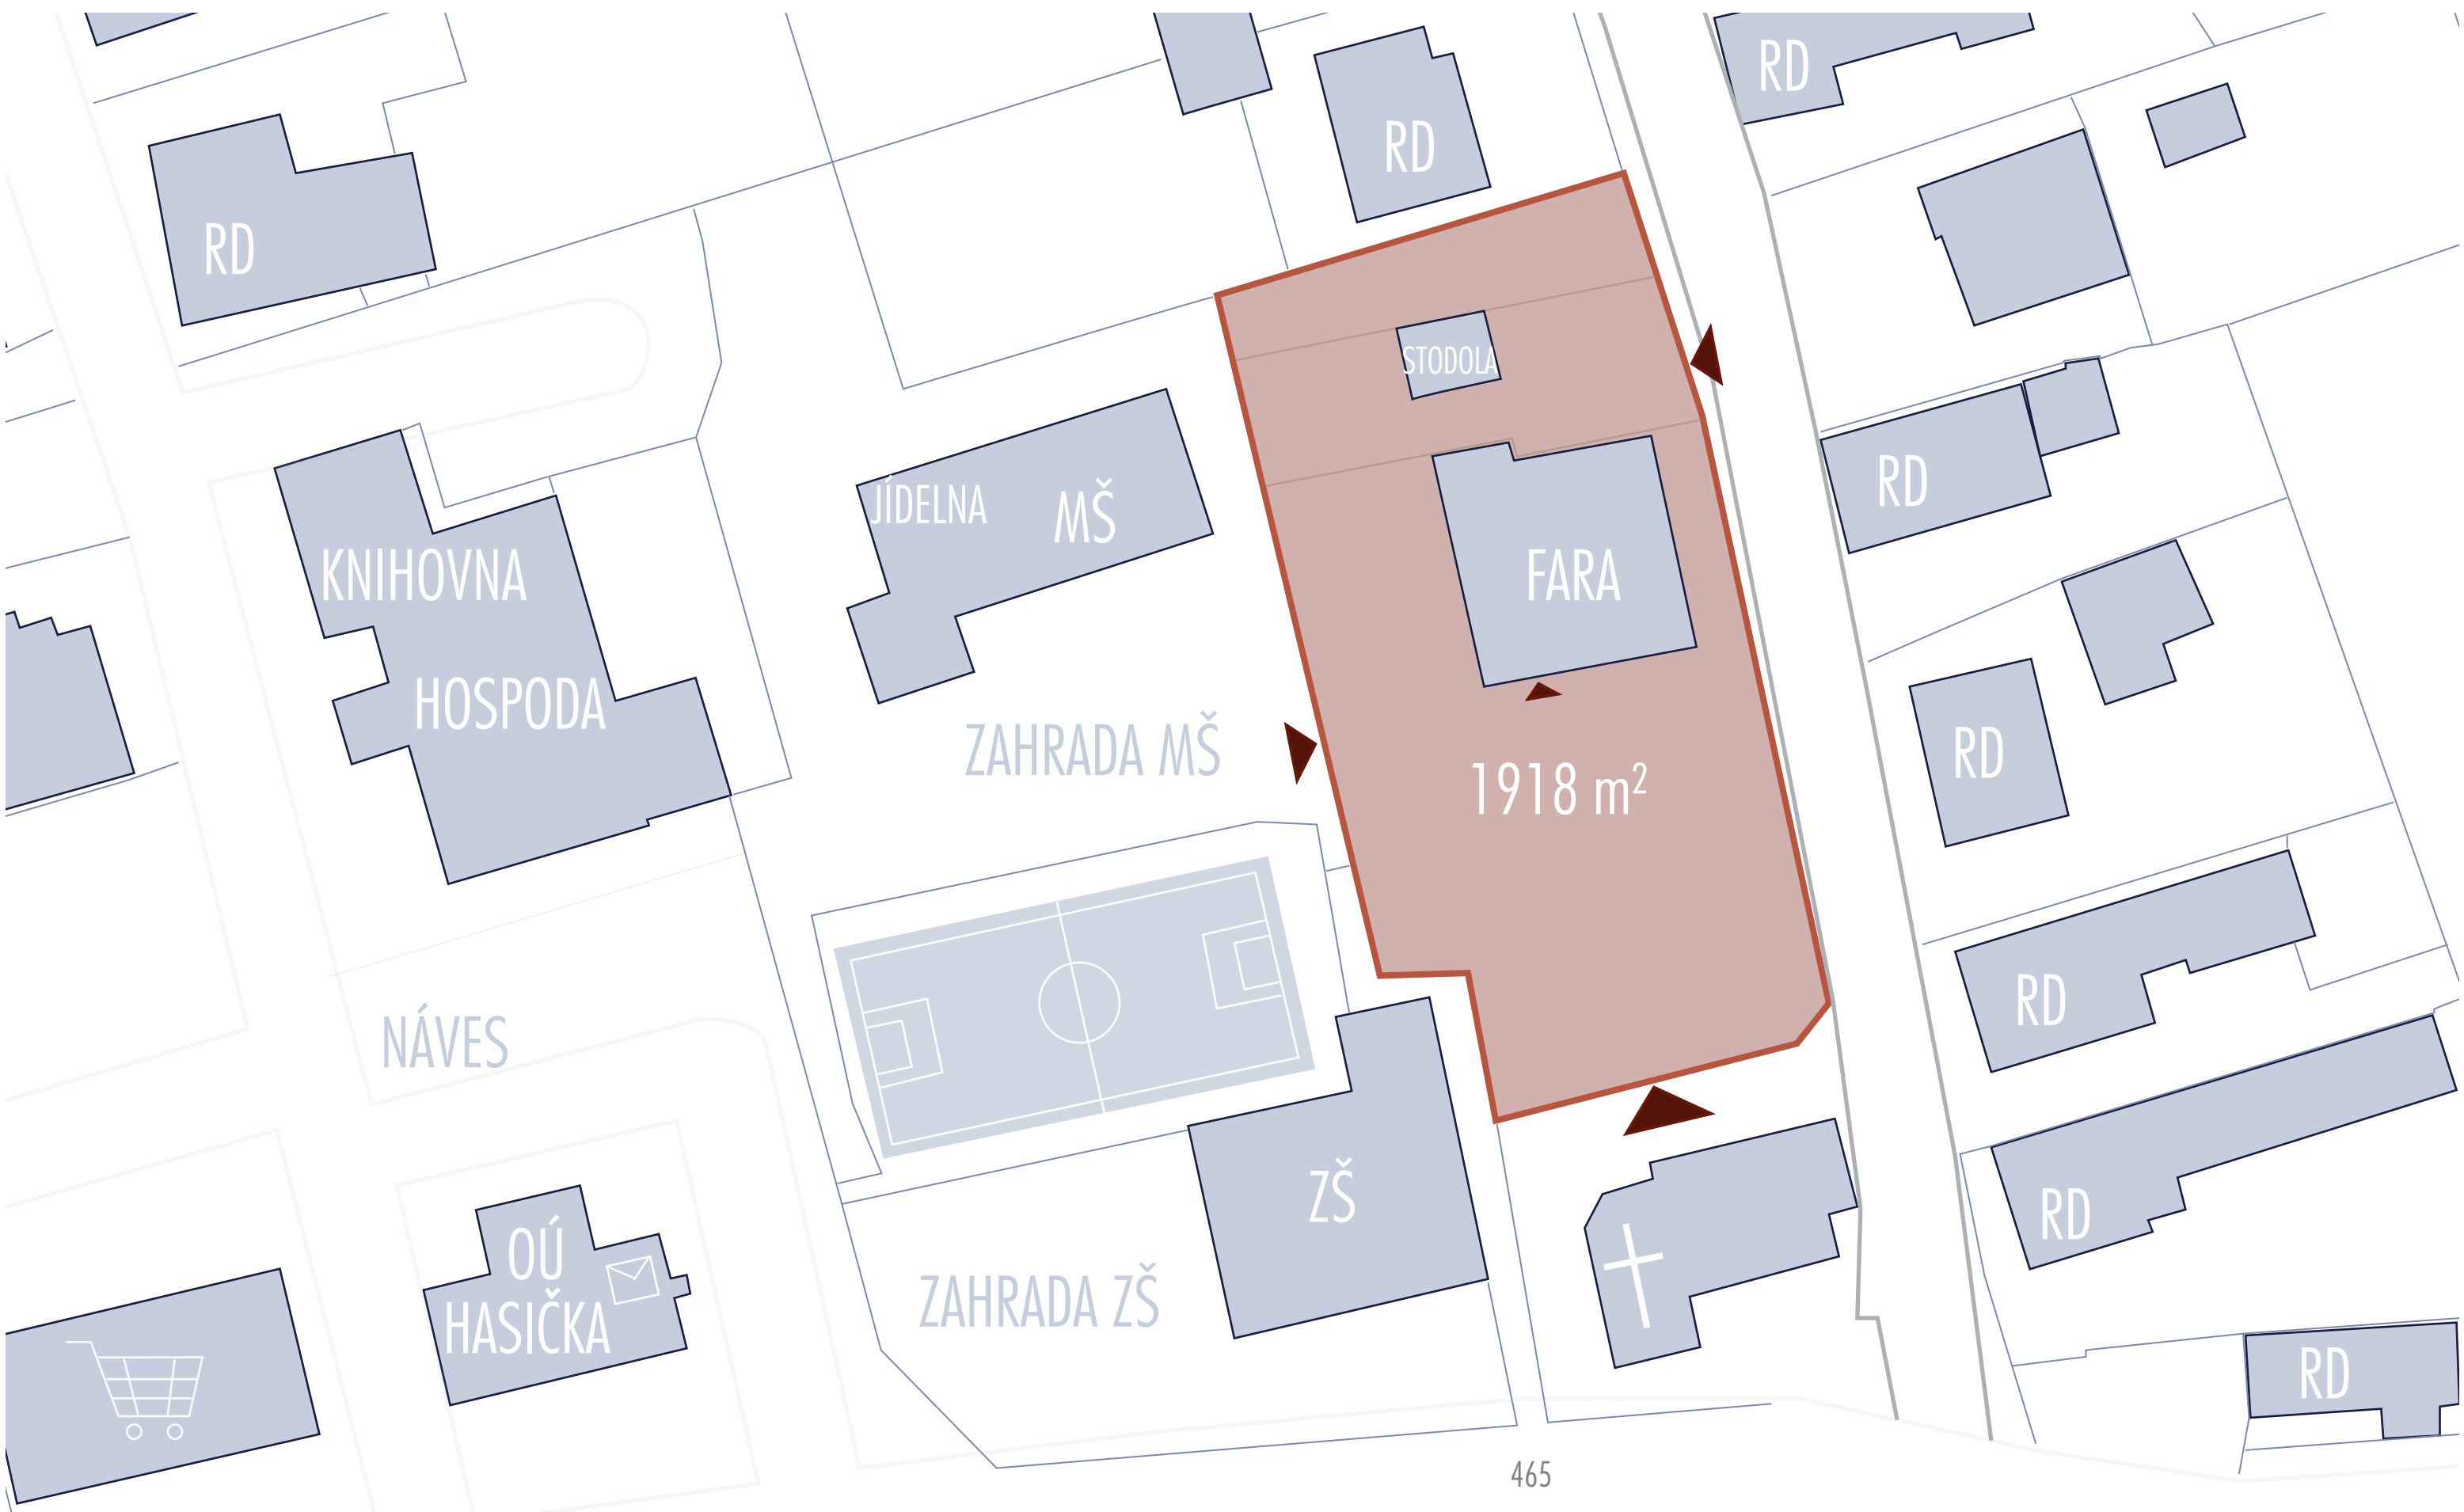 RD
RD
RD
STODOLA
JÍDELNA
MŠ
RD
KNIHOVNA
FARA
HOSPODA
ZAHRADA MŠ
RD
1918 m²
RD
NÁVES
ZŠ
RD
OÚ
HASIČKA
ZAHRADA ZŠ
RD
465